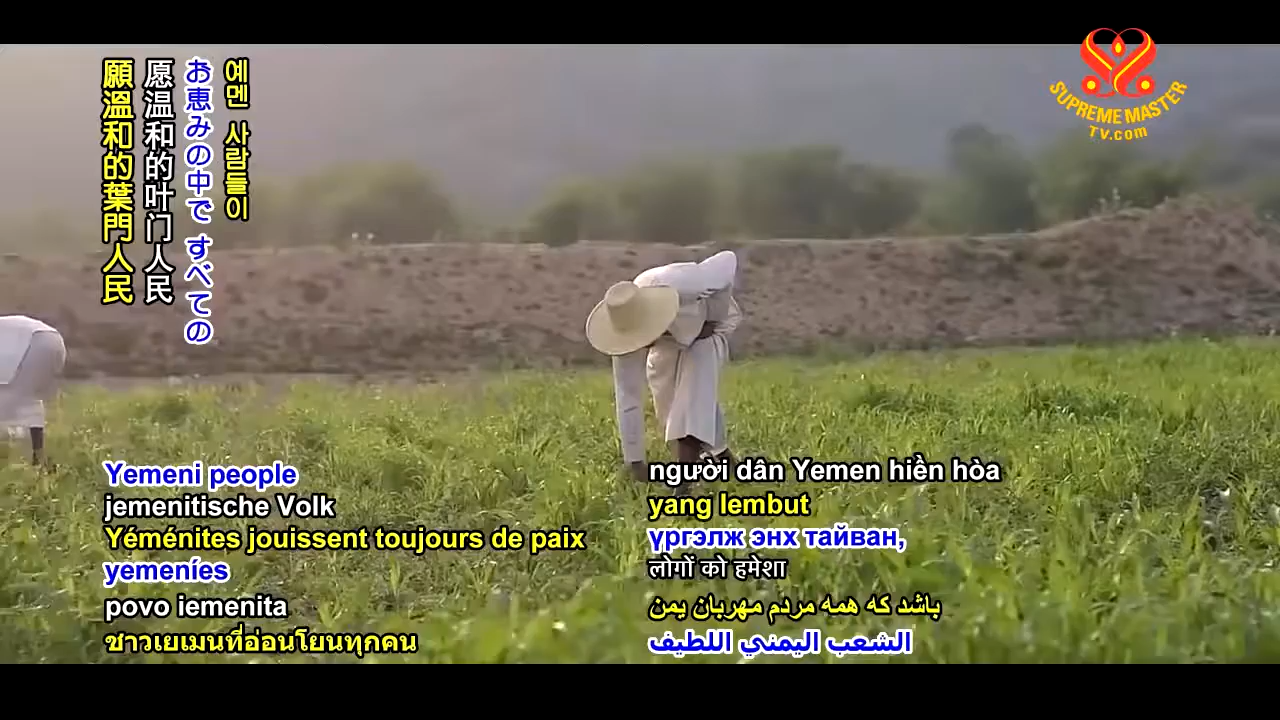 예멘 사람들이
お恵みの中で すべての
愿温和的叶门人民
願溫和的葉門人民
SUPREME MASTER
TV.com
Yemeni people
jemenitische Volk
Yéménites jouissent toujours de paix
yemeníes
povo iemenita
ชาวเยเมนที่อ่อนโยนทุกคน
người dân Yemen hiền hòa
yang lembut
үргэлж энх тайван,
लोगों को हमेशा
باشد که همه مردم مهربان یمن
الشعب اليمني اللطيف